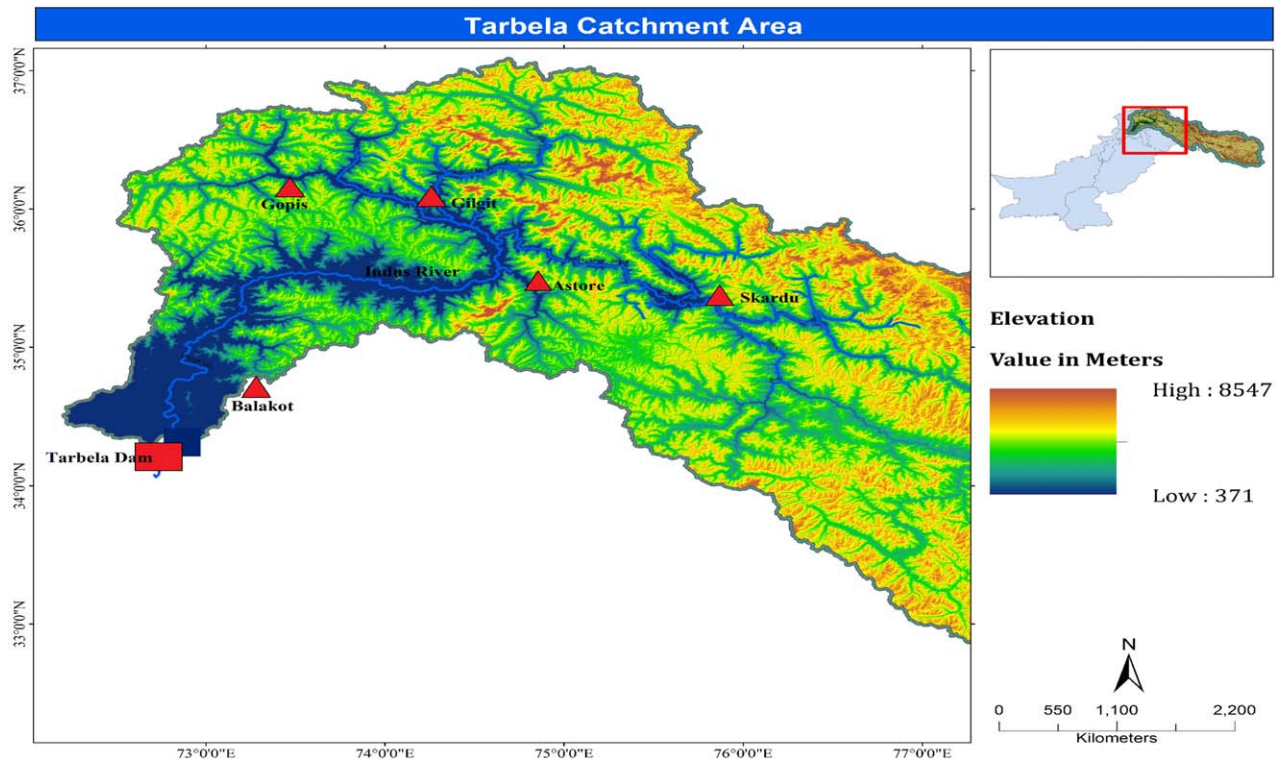 Tarbela Catchment Area
37°0'0"N
36°0'0"N
35°0'0"N
34°0'0"N
33°0'0"N
Gopis
Gilgit
Indus River
Astore
Skardu
Balakot
Tarbela Dam
73°0'0"E
74°0'0"E
75°0'0"E
76°0'0"E
77°0'0"E
Elevation
Value in Meters
High : 8547
Low : 371
N
0 550 1,100 2,200
Kilometers